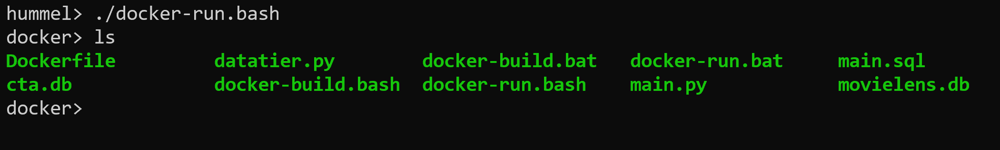 hummel> ./docker-run.bash
docker> ls
Dockerfile datatier.py docker-build.bat docker-run.bat main.sql
cta.db docker-build.bash docker-run.bash main.py movielens.db
docker>